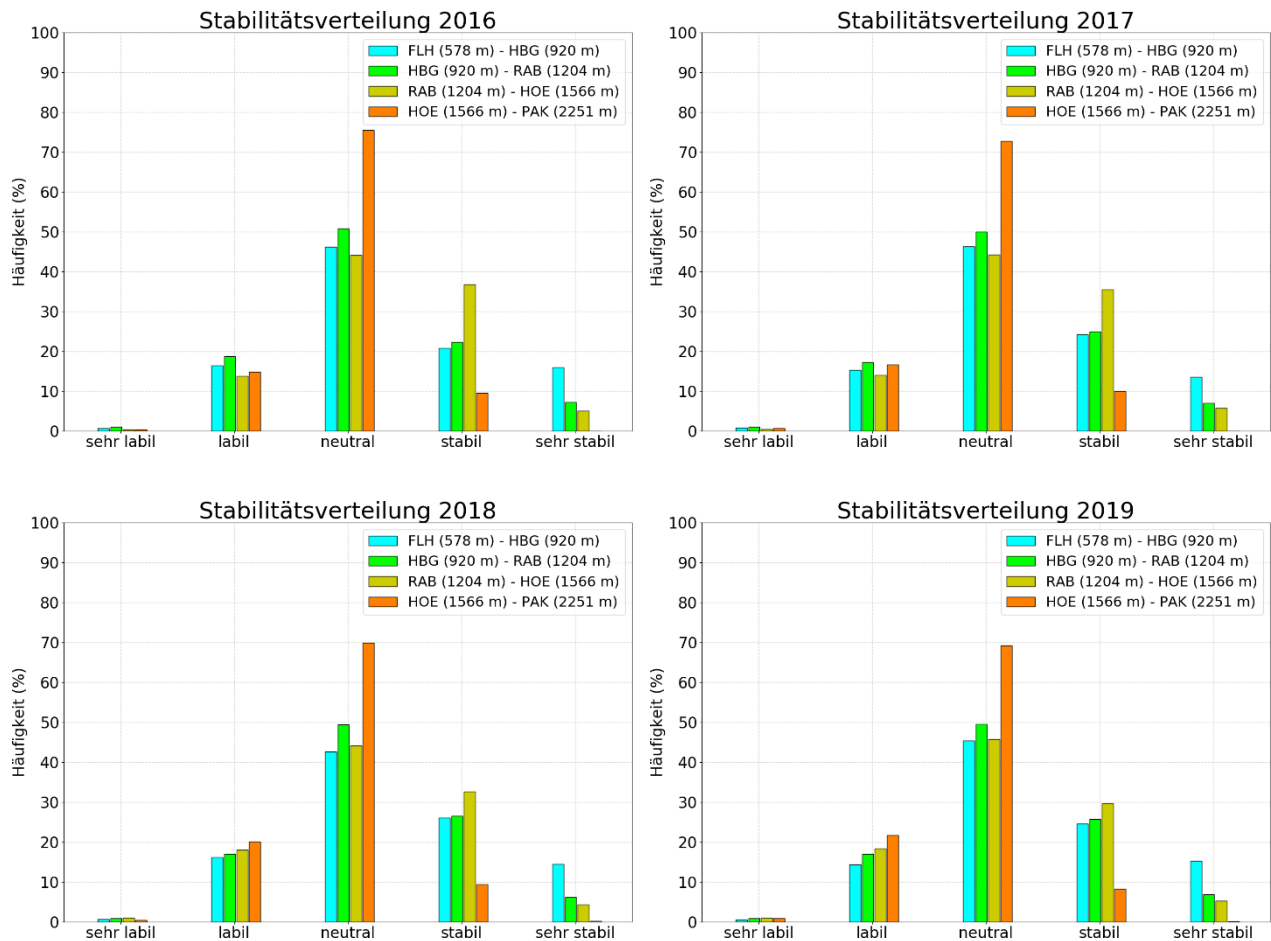 Stabilitätsverteilung 2016
100
90
80
70
60
50
40
30
20
10
0
Häufigkeit (%)
FLH (578 m) - HBG (920 m)
HBG (920 m) - RAB (1204 m)
RAB (1204 m) - HOE (1566 m)
HOE (1566 m) - PAK (2251 m)
sehr labil labil neutral stabil sehr stabil
Stabilitätsverteilung 2017
100
90
80
70
60
50
40
30
20
10
0
Häufigkeit (%)
FLH (578 m) - HBG (920 m)
HBG (920 m) - RAB (1204 m)
RAB (1204 m) - HOE (1566 m)
HOE (1566 m) - PAK (2251 m)
sehr labil labil neutral stabil sehr stabil
Stabilitätsverteilung 2018
100
90
80
70
60
50
40
30
20
10
0
Häufigkeit (%)
FLH (578 m) - HBG (920 m)
HBG (920 m) - RAB (1204 m)
RAB (1204 m) - HOE (1566 m)
HOE (1566 m) - PAK (2251 m)
sehr labil labil neutral stabil sehr stabil
Stabilitätsverteilung 2019
100
90
80
70
60
50
40
30
20
10
0
Häufigkeit (%)
FLH (578 m) - HBG (920 m)
HBG (920 m) - RAB (1204 m)
RAB (1204 m) - HOE (1566 m)
HOE (1566 m) - PAK (2251 m)
sehr labil labil neutral stabil sehr stabil